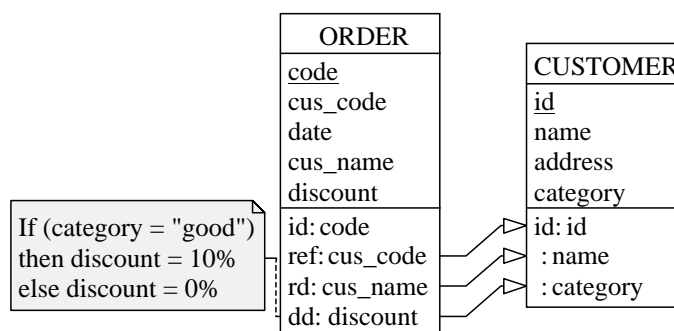 ORDER
code
cus_code
date
cus_name
discount
id: code
ref: cus_code
rd: cus_name
dd: discount
CUSTOMER
id
name
address
category
id: id
: name
: category
If (category = "good")
then discount = 10%
else discount = 0%